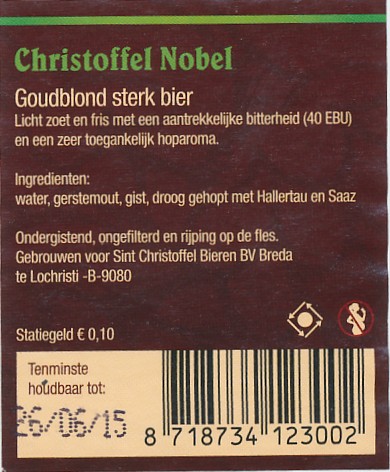 Christoffel Nobel
Goudblond sterk bier
Licht zoet en fris met een aantrekkelijke bitterheid (40 EBU)
en een zeer toegankelijk hoparoma.
Ingredienten:
water, gerstemout, gist, droog gehopt met Hallertau en Saaz
Ondergistend, ongefilterd en rijping op de fles.
Gebrouwen voor Sint Christoffel Bieren BV Breda
te Lochristi -B-9080
Statiegeld € 0,10
Tenminste
houdbaar tot:
26/06/15
8 718734 123002